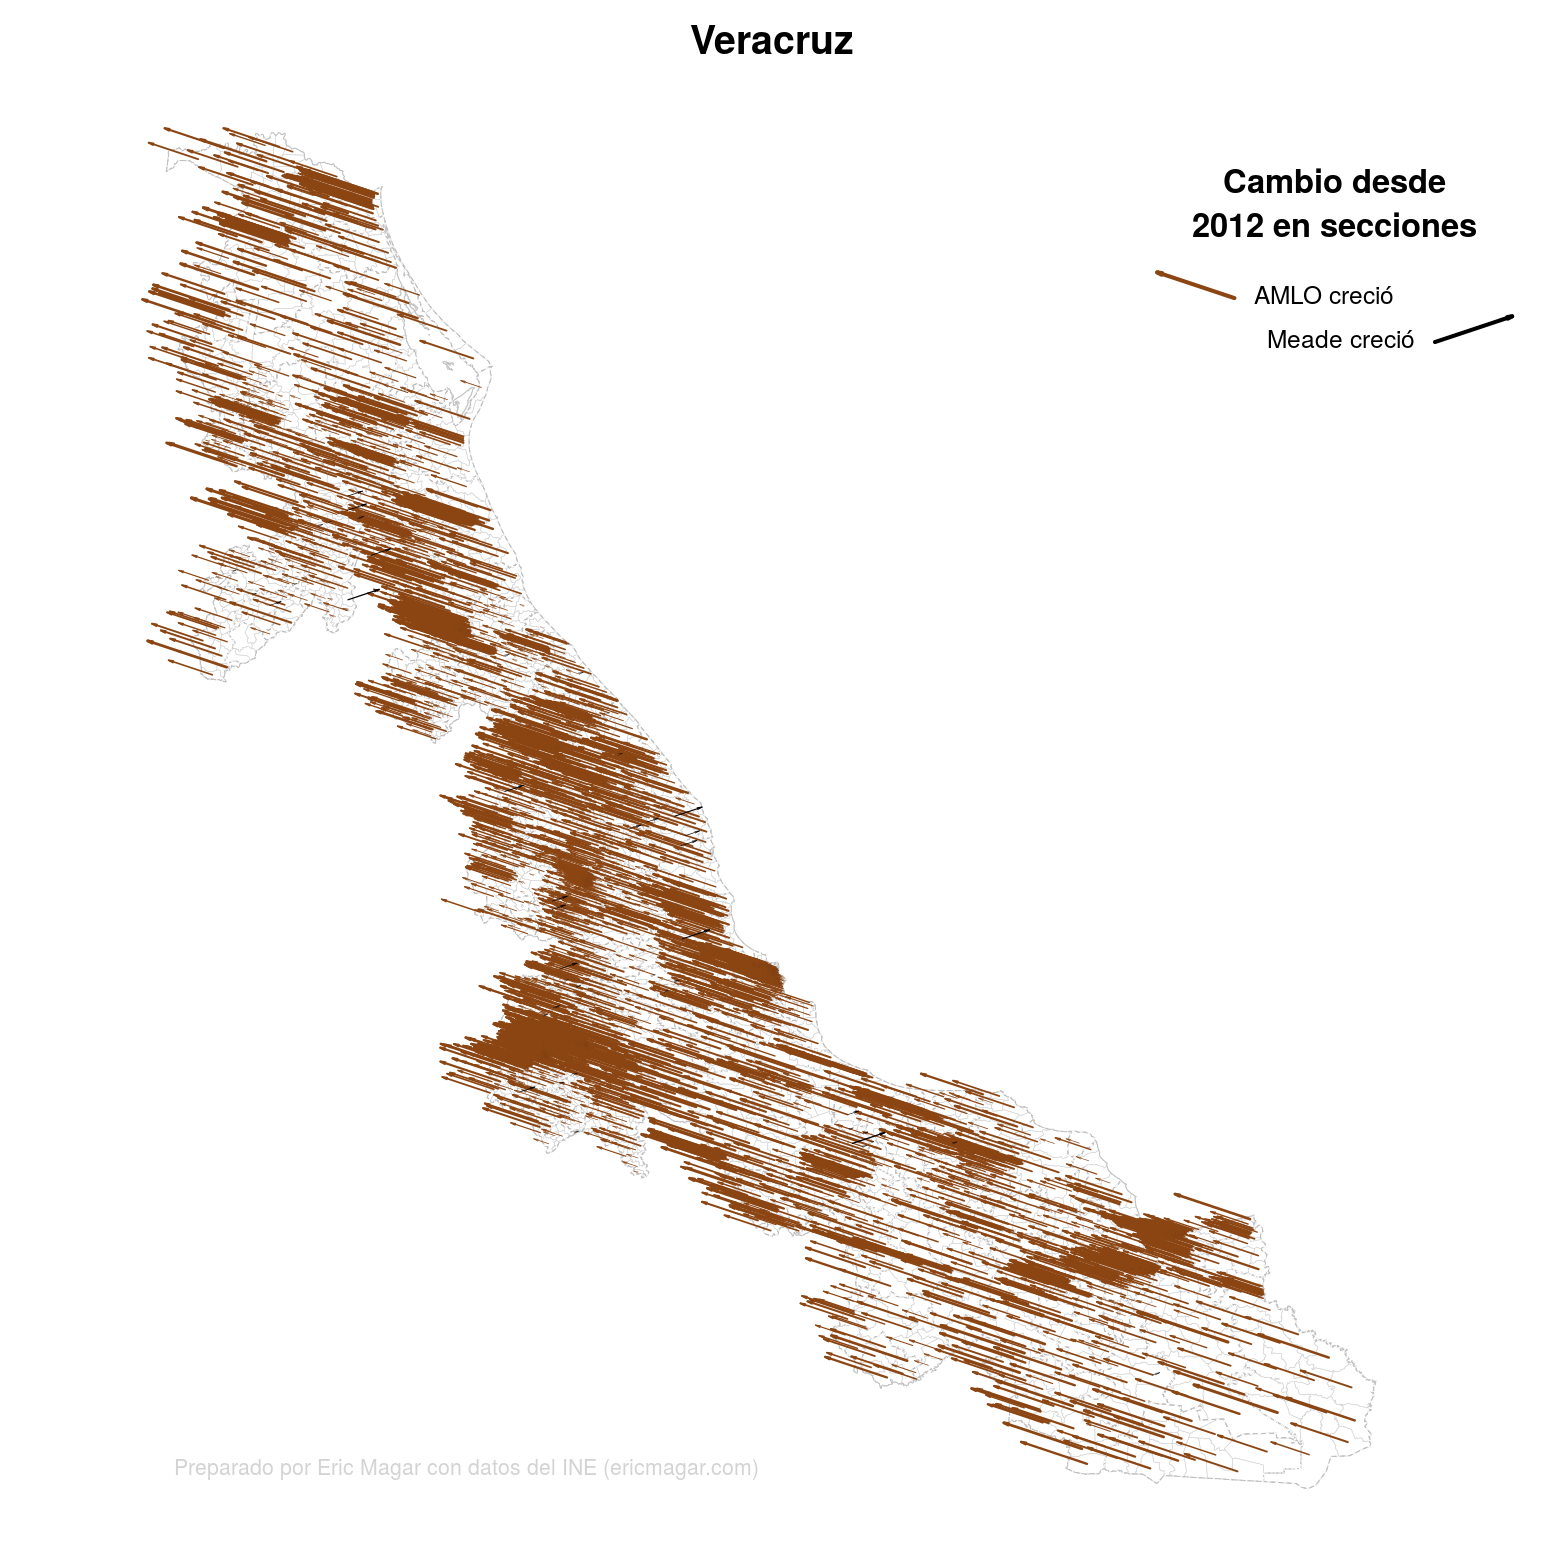 Veracruz
Cambio desde
2012 en secciones
AMLO creció
Meade creció
Preparado por Eric Magar con datos del INE (ericmagar.com)